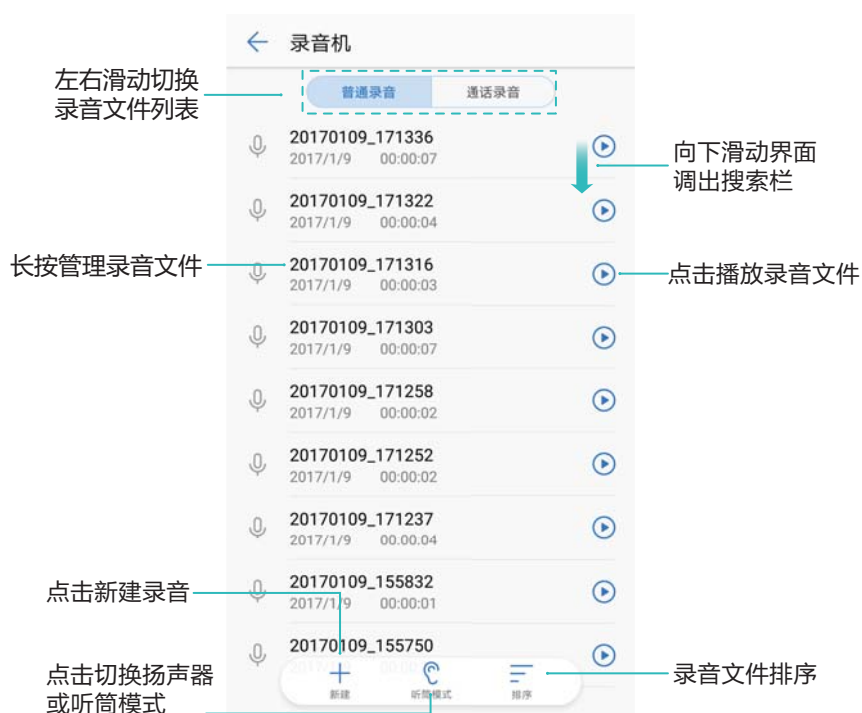 录音机
左右滑动切换
录音文件列表
普通录音 通话录音
20170109_171336
2017/1/9 00:00:07
向下滑动界面
调出搜索栏
20170109_171322
2017/1/9 00:00:04
长按管理录音文件
20170109_171316
2017/1/9 00:00:03
点击播放录音文件
20170109_171303
2017/1/9 00:00:07
20170109_171258
2017/1/9 00:00:02
20170109_171252
2017/1/9 00:00:02
20170109_171237
2017/1/9 00.00.04
点击新建录音
20170109_155832
2017/1/9 00:00:01
20170109_155750
点击切换扬声器
或听筒模式
新建 听筒模式 排序
录音文件排序